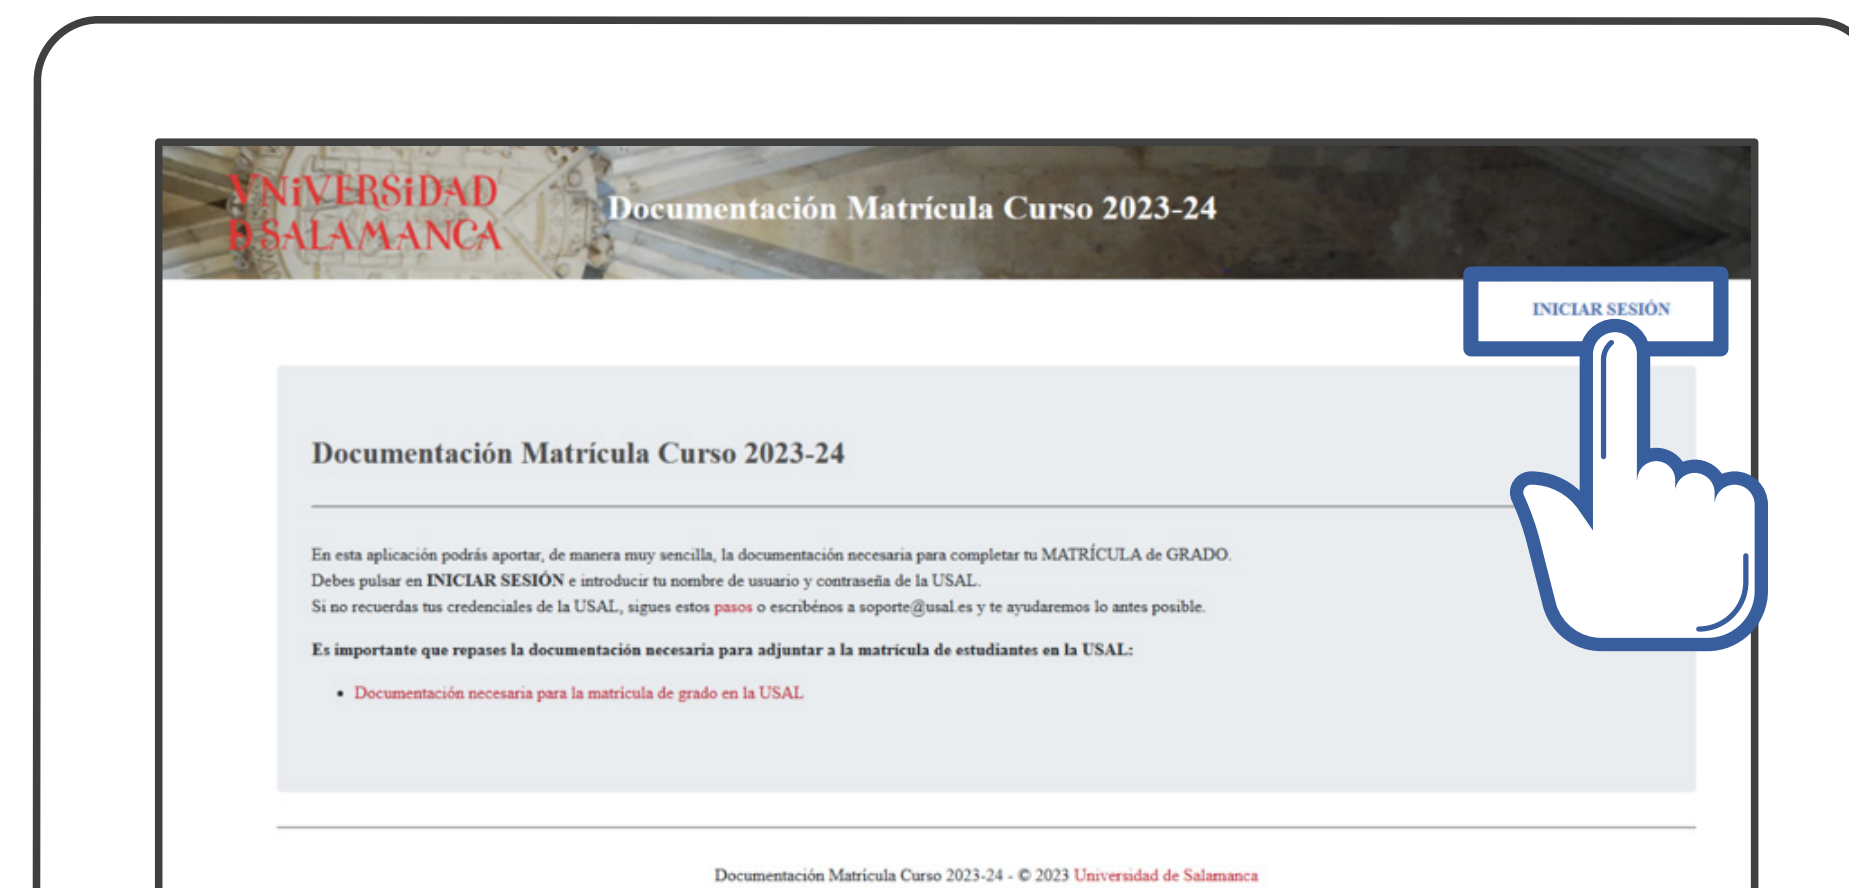 VNiVERSiDAD
D SALAMANCA
Documentación Matrícula Curso 2023-24
INICIAR SESIÓN
Documentación Matrícula Curso 2023-24
En esta aplicación podrás aportar, de manera muy sencilla, la documentación necesaria para completar tu MATRÍCULA de GRADO.
Debes pulsar en INICIAR SESIÓN e introducir tu nombre de usuario y contraseña de la USAL.
Si no recuerdas tus credenciales de la USAL, sigues estos pasos o escribénos a soporte@usal.es y te ayudaremos lo antes posible.
Es importante que repases la documentación necesaria para adjuntar a la matrícula de estudiantes en la USAL:
• Documentación necesaria para la matrícula de grado en la USAL
Documentación Matrícula Curso 2023-24 - © 2023 Universidad de Salamanca